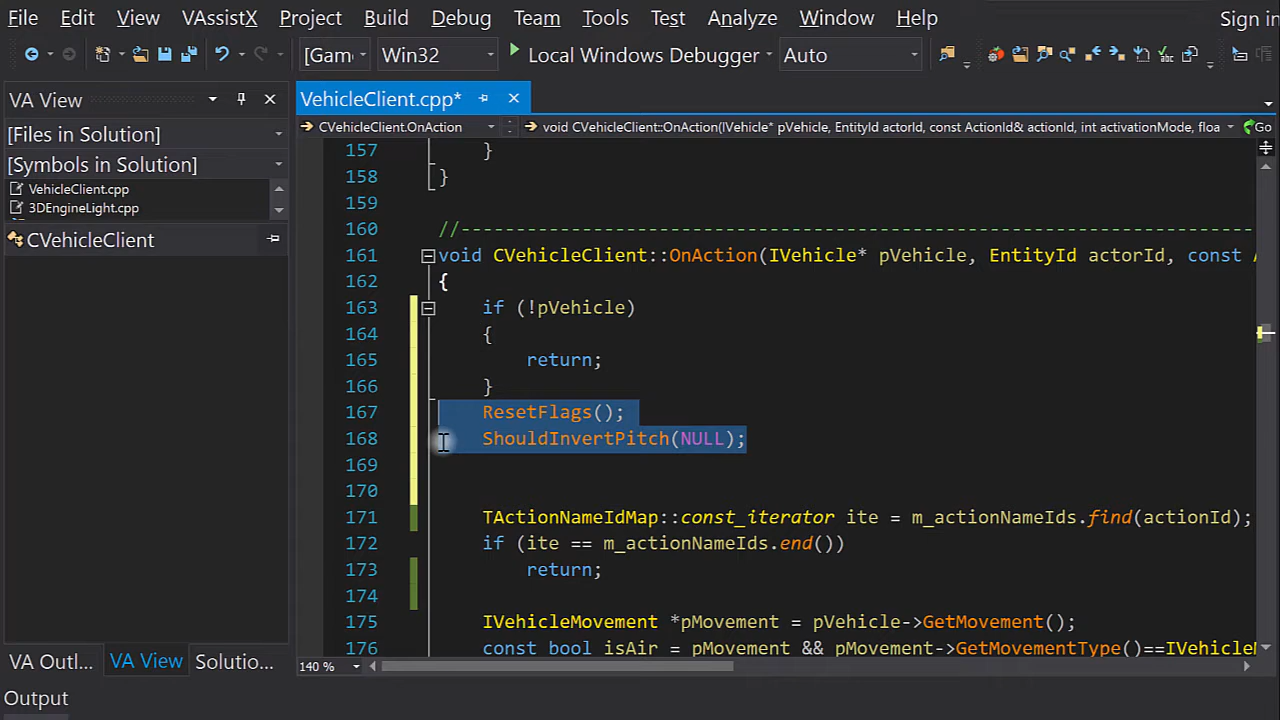 File Edit View VAssistX Project Build Debug Team Tools Test Analyze Window Help Sign in
[Gam Win32 Local Windows Debugger Auto
VA View
VehicleClient.cpp*
[Files in Solution]
[Symbols in Solution]
VehicleClient.cpp
3DEngineLight.cpp
CVehicleClient
CVehicleClient.OnAction void CVehicleClient::OnAction(IVehicle* pVehicle, EntityId actorId, const ActionId& actionId, int activationMode, floa Go
157 }
158 }
159
160 //------------------------------------------------------------------------
161 void CVehicleClient::OnAction(IVehicle* pVehicle, EntityId actorId, const A
162 {
163 if (!pVehicle)
164 {
165 return;
166 }
167 ResetFlags();
168 ShouldInvertPitch(NULL);
169
170
171 TActionNameIdMap::const_iterator ite = m_actionNameIds.find(actionId);
172 if (ite == m_actionNameIds.end())
173 return;
174
175 IVehicleMovement *pMovement = pVehicle->GetMovement();
176 const bool isAir = pMovement && pMovement->GetMovementType()==IVehicleM
140 %
VA Outl... VA View Solutio...
Output